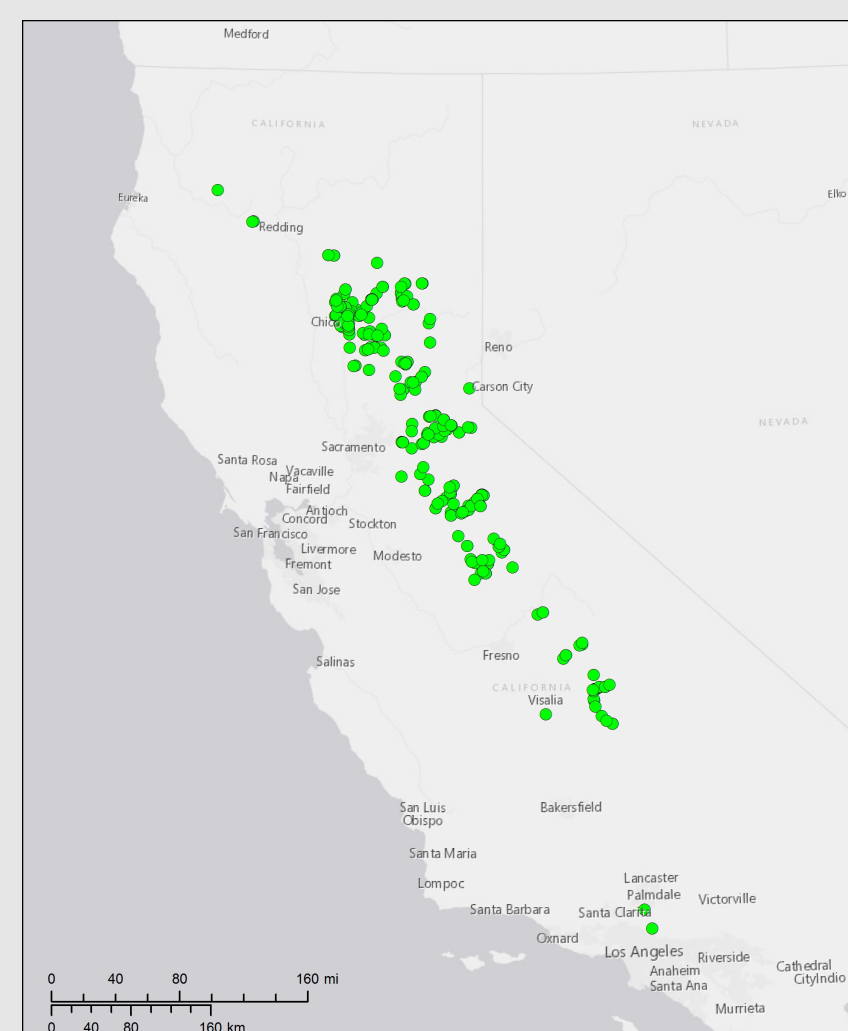 Medford
CALIFORNIA
NEVADA
Eureka
Elko
Redding
Chico
Reno
Carson City
NEVADA
Sacramento
Santa Rosa
Vacaville
Napa
Fairfield
Antioch
Concord
Stockton
San Francisco
Livermore
Modesto
Fremont
San Jose
Fresno
Salinas
CALIFORNIA
Visalia
San Luis
Obispo
Bakersfield
Santa Maria
Lompoc
Lancaster
Palmdale
Victorville
Santa Barbara
Santa Clarita
Oxnard
Los Angeles
Riverside
Anaheim
Cathedral
City
Indio
Santa Ana
Murrieta
0 40 80 160 mi
0 40 80 160 km